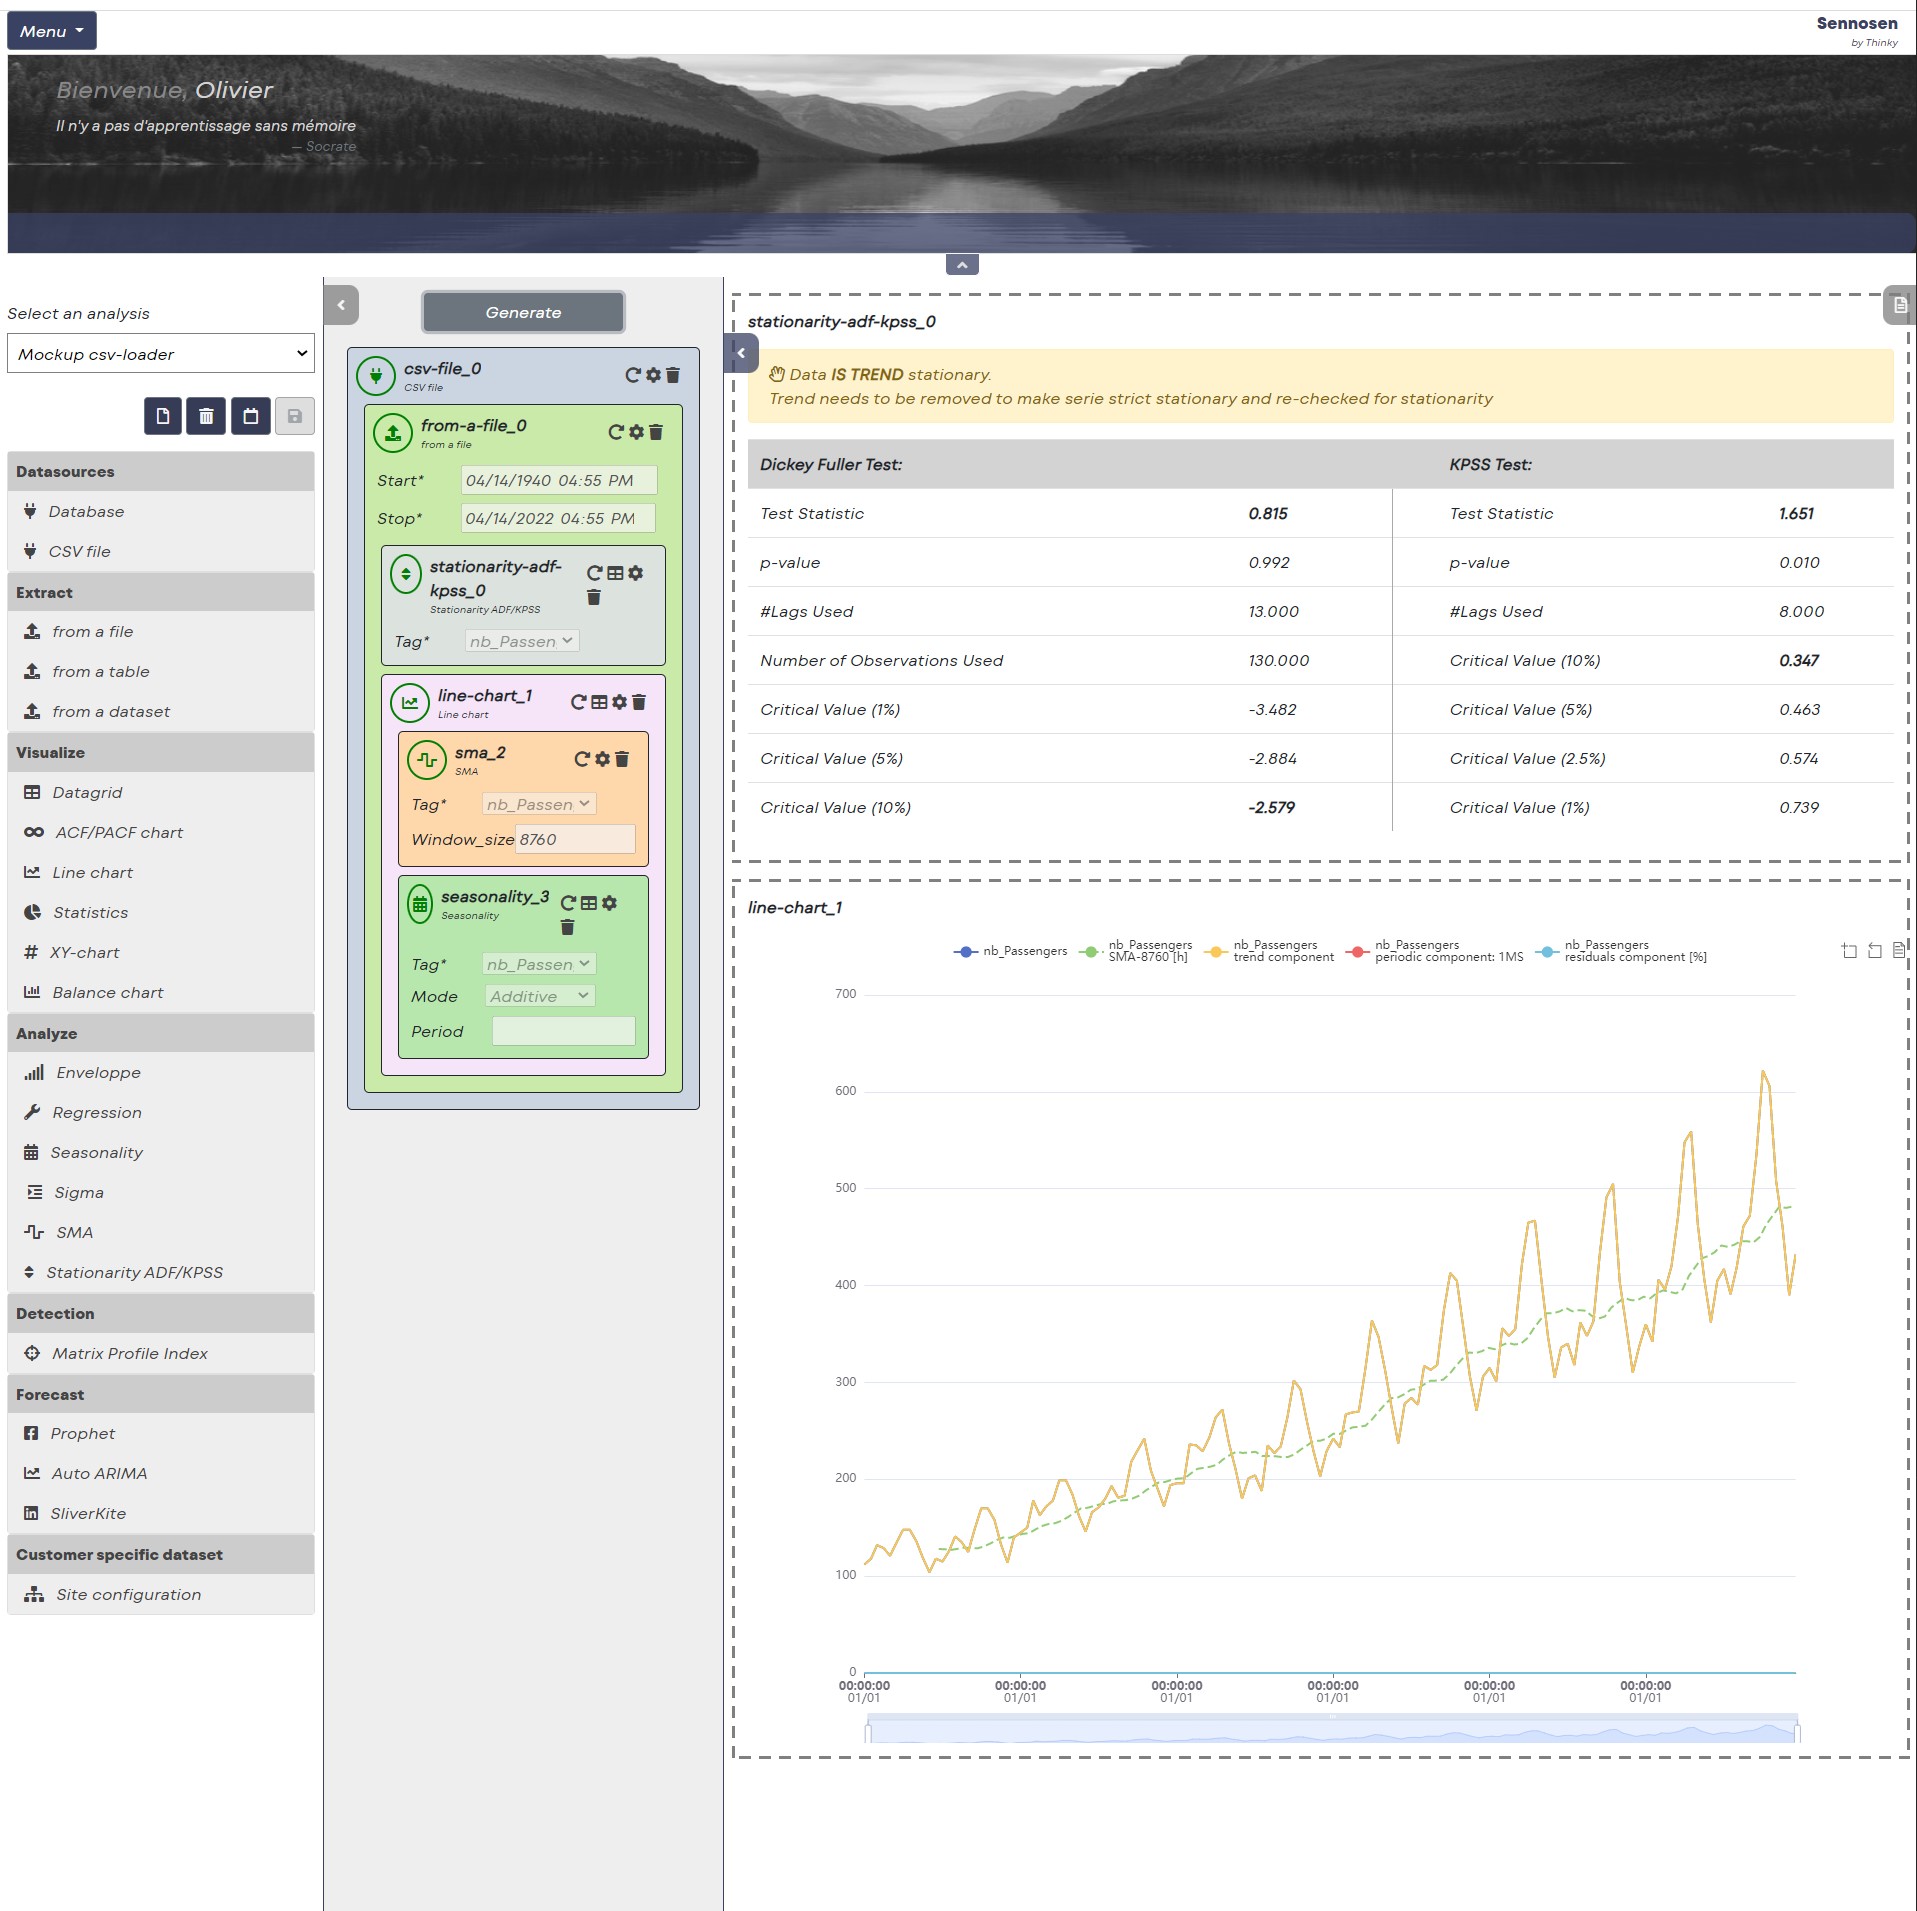 Menu
Sennosen
by Thinky
Bienvenue, Olivier
Il n'y a pas d'apprentissage sans mémoire
— Socrate
Select an analysis
Mockup csv-loader
Datasources
Database
CSV file
Extract
from a file
from a table
from a dataset
Visualize
Datagrid
ACF/PACF chart
Line chart
Statistics
XY-chart
Balance chart
Analyze
Enveloppe
Regression
Seasonality
Sigma
SMA
Stationarity ADF/KPSS
Detection
Matrix Profile Index
Forecast
Prophet
Auto ARIMA
SliverKite
Customer specific dataset
Site configuration
Generate
csv-file_0
CSV file
from-a-file_0
from a file
Start* 04/14/1940 04:55 PM
Stop* 04/14/2022 04:55 PM
stationarity-adf-
kpss_0
Stationarity ADF/KPSS
Tag* nb_Passen
line-chart_1
Line chart
sma_2
SMA
Tag* nb_Passen
Window_size 8760
seasonality_3
Seasonality
Tag* nb_Passen
Mode Additive
Period
stationarity-adf-kpss_0
Data IS TREND stationary.
Trend needs to be removed to make serie strict stationary and re-checked for stationarity
Dickey Fuller Test: KPSS Test:
Test Statistic 0.815 Test Statistic 1.651
p-value 0.992 p-value 0.010
#Lags Used 13.000 #Lags Used 8.000
Number of Observations Used 130.000 Critical Value (10%) 0.347
Critical Value (1%) -3.482 Critical Value (5%) 0.463
Critical Value (5%) -2.884 Critical Value (2.5%) 0.574
Critical Value (10%) -2.579 Critical Value (1%) 0.739
line-chart_1
nb_Passengers
nb_Passengers
SMA-8760 [h]
nb_Passengers
trend component
nb_Passengers
periodic component: 1MS
nb_Passengers
residuals component [%]
700
600
500
400
300
200
100
0
00:00:00 00:00:00 00:00:00 00:00:00 00:00:00 00:00:00
01/01 01/01 01/01 01/01 01/01 01/01